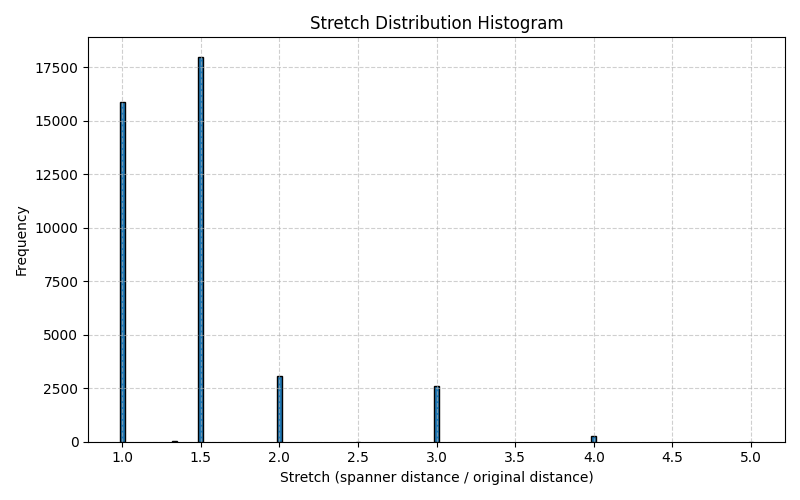 Stretch Distribution Histogram
Frequency
17500
15000
12500
10000
7500
5000
2500
0
1.0 1.5 2.0 2.5 3.0 3.5 4.0 4.5 5.0
Stretch (spanner distance / original distance)